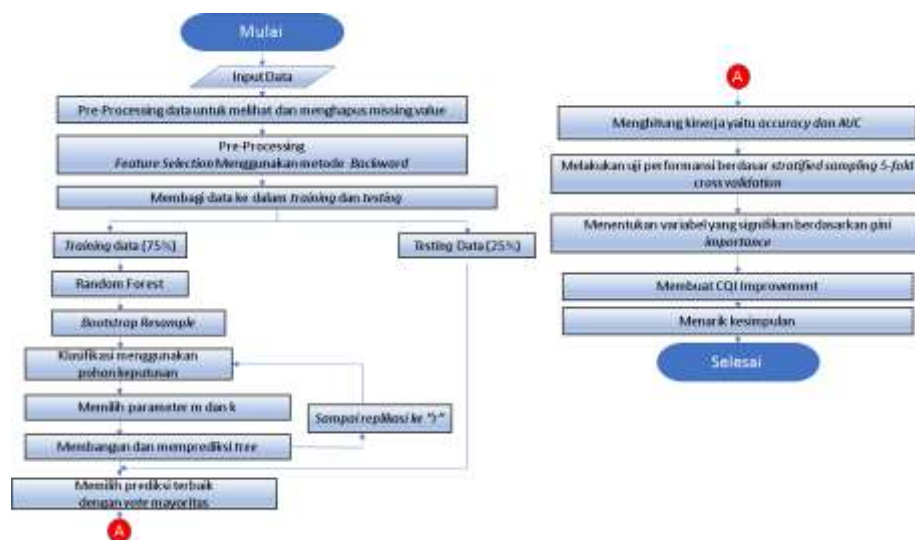 Mulai
Input Data
Pre-Processing data untuk melihat dan menghapus missing value
Pre-Processing
Feature Selection Menggunakan metode Backward
Membagi data ke dalam training dan testing
Training data (75%)
Testing Data (25%)
Random Forest
Bootstrap Resample
Klasifikasi menggunakan
pohon keputusan
Memilih parameter m dan k
Sampai replikasi ke "r"
Membangun dan memprediksi tree
Memilih prediksi terbaik
dengan vote mayoritas
A
A
Menghitung kinerja yaitu accuracy dan AUC
Melakukan uji performansi berdasar stratified sampling 5-fold
cross validation
Menentukan variabel yang signifikan berdasarkan gini
importance
Membuat CQI Improvement
Menarik kesimpulan
Selesai